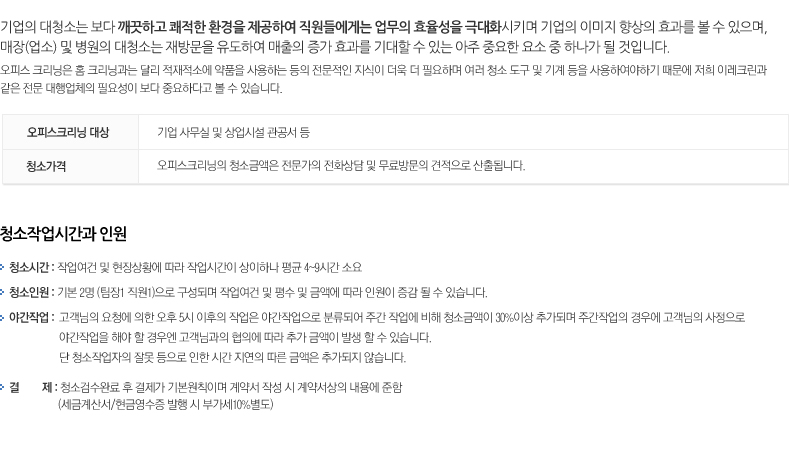 기업의 대청소는 보다 깨끗하고 쾌적한 환경을 제공하여 직원들에게는 업무의 효율성을 극대화시키며 기업의 이미지 향상의 효과를 볼 수 있으며,
매장(업소) 및 병원의 대청소는 재방문을 유도하여 매출의 증가 효과를 기대할 수 있는 아주 중요한 요소 중 하나가 될 것입니다.
오피스 크리닝은 홈 크리닝과는 달리 적재적소에 약품을 사용하는 등의 전문적인 지식이 더욱 더 필요하며 여러 청소 도구 및 기계 등을 사용하여야하기 때문에 저희 이레크린과
같은 전문 대행업체의 필요성이 보다 중요하다고 볼 수 있습니다.
오피스크리닝 대상 기업 사무실 및 상업시설 관공서 등
청소가격 오피스크리닝의 청소금액은 전문가의 전화상담 및 무료방문의 견적으로 산출됩니다.
청소작업시간과 인원
청소시간 : 작업여건 및 현장상황에 따라 작업시간이 상이하나 평균 4~9시간 소요
청소인원 : 기본 2명 (팀장1 직원1)으로 구성되며 작업여건 및 평수 및 금액에 따라 인원이 증감 될 수 있습니다.
야간작업 : 고객님의 요청에 의한 오후 5시 이후의 작업은 야간작업으로 분류되어 주간 작업에 비해 청소금액이 30%이상 추가되며 주간작업의 경우에 고객님의 사정으로
야간작업을 해야 할 경우엔 고객님과의 협의에 따라 추가 금액이 발생 할 수 있습니다.
단 청소작업자의 잘못 등으로 인한 시간 지연의 따른 금액은 추가되지 않습니다.
결 제 : 청소검수완료 후 결제가 기본원칙이며 계약서 작성 시 계약서상의 내용에 준함
(세금계산서/현금영수증 발행 시 부가세10%별도)